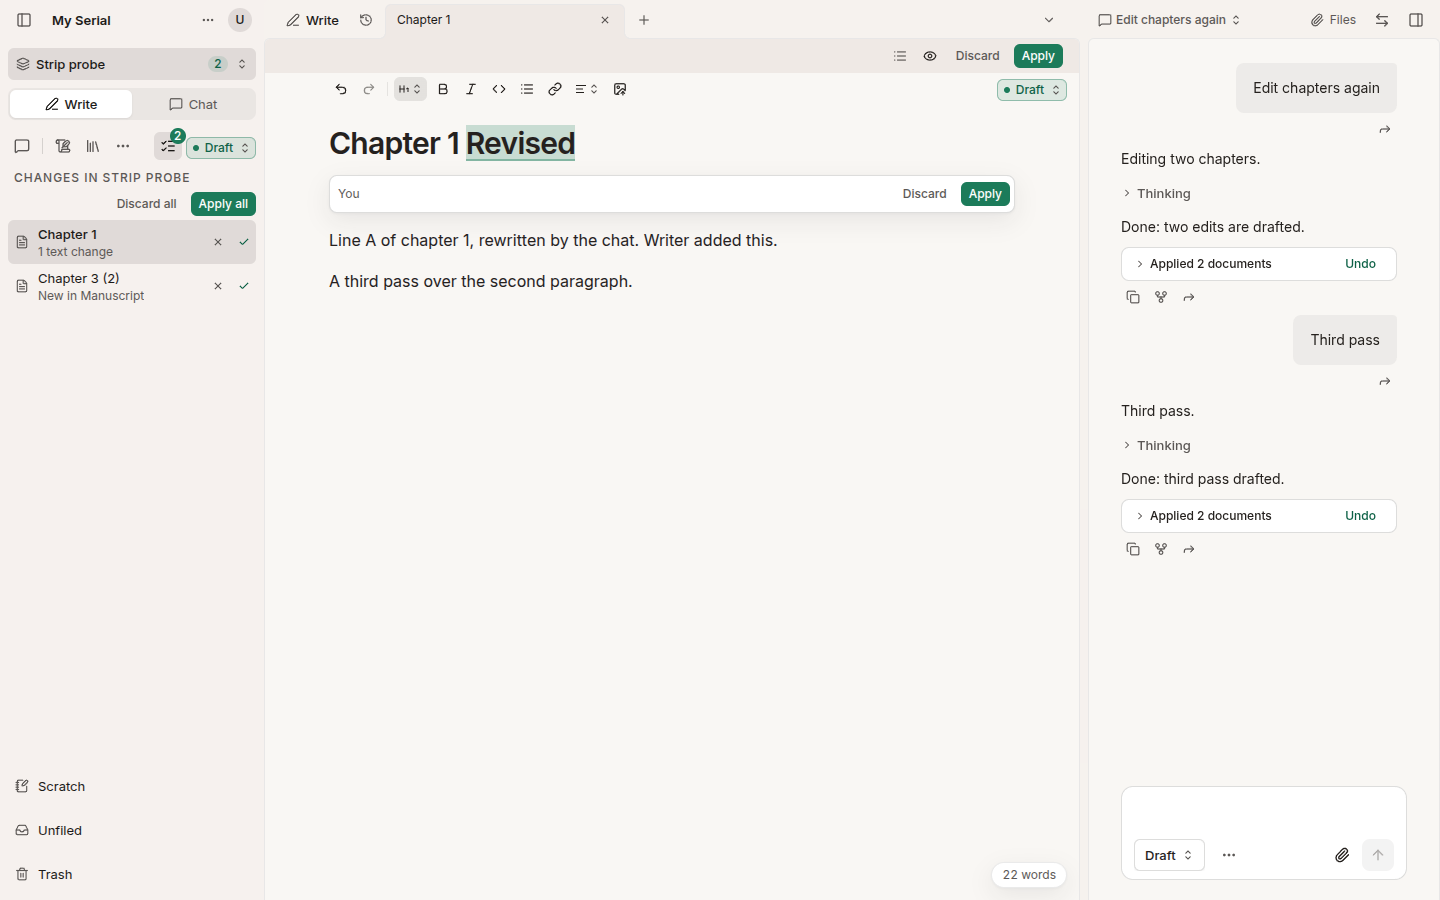 My Serial
U
Write
Chapter 1
Edit chapters again
Files
Strip probe
2
Write
Chat
2
Draft
CHANGES IN STRIP PROBE
Discard all
Apply all
Chapter 1
1 text change
Chapter 3 (2)
New in Manuscript
Scratch
Unfiled
Trash
Discard
Apply
H1
B
I
Draft
Chapter 1 Revised
You
Discard
Apply
Line A of chapter 1, rewritten by the chat. Writer added this.
A third pass over the second paragraph.
22 words
Edit chapters again
Editing two chapters.
Thinking
Done: two edits are drafted.
Applied 2 documents
Undo
Third pass
Third pass.
Thinking
Done: third pass drafted.
Applied 2 documents
Undo
Draft